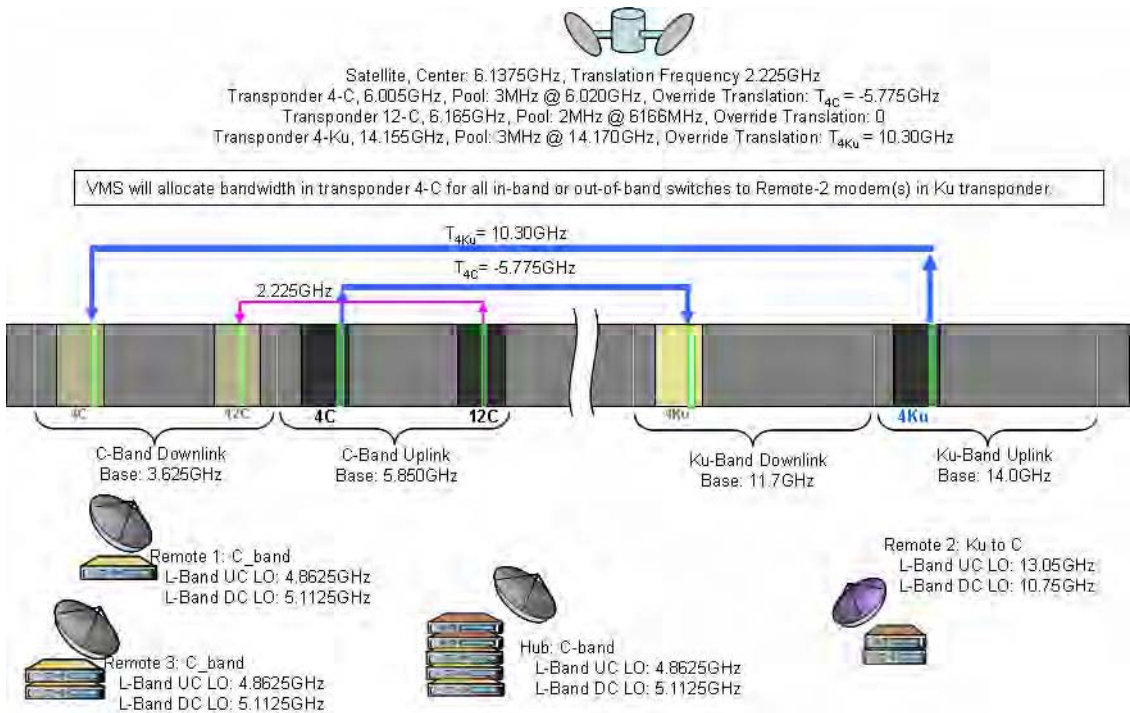 Satellite, Center: 6.1375GHz, Translation Frequency 2.225GHz
Transponder 4-C, 6.005GHz, Pool: 3MHz @ 6.020GHz, Override Translation: T4C = -5.775GHz
Transponder 12-C, 6.165GHz, Pool: 2MHz @ 6166MHz, Override Translation: 0
Transponder 4-Ku, 14.155GHz, Pool: 3MHz @ 14.170GHz, Override Translation: T4Ku = 10.30GHz
VMS will allocate bandwidth in transponder 4-C for all in-band or out-of-band switches to Remote-2 modem(s) in Ku transponder.
T4Ku= 10.30GHz
T4C= -5.775GHz
2.225GHz
4C 12C 4C 12C 4Ku 4Ku
C-Band Downlink
Base: 3.625GHz
C-Band Uplink
Base: 5.850GHz
Ku-Band Downlink
Base: 11.7GHz
Ku-Band Uplink
Base: 14.0GHz
Remote 1: C_band
L-Band UC LO: 4.8625GHz
L-Band DC LO: 5.1125GHz
Remote 3: C_band
L-Band UC LO: 4.8625GHz
L-Band DC LO: 5.1125GHz
Hub: C-band
L-Band UC LO: 4.8625GHz
L-Band DC LO: 5.1125GHz
Remote 2: Ku to C
L-Band UC LO: 13.05GHz
L-Band DC LO: 10.75GHz